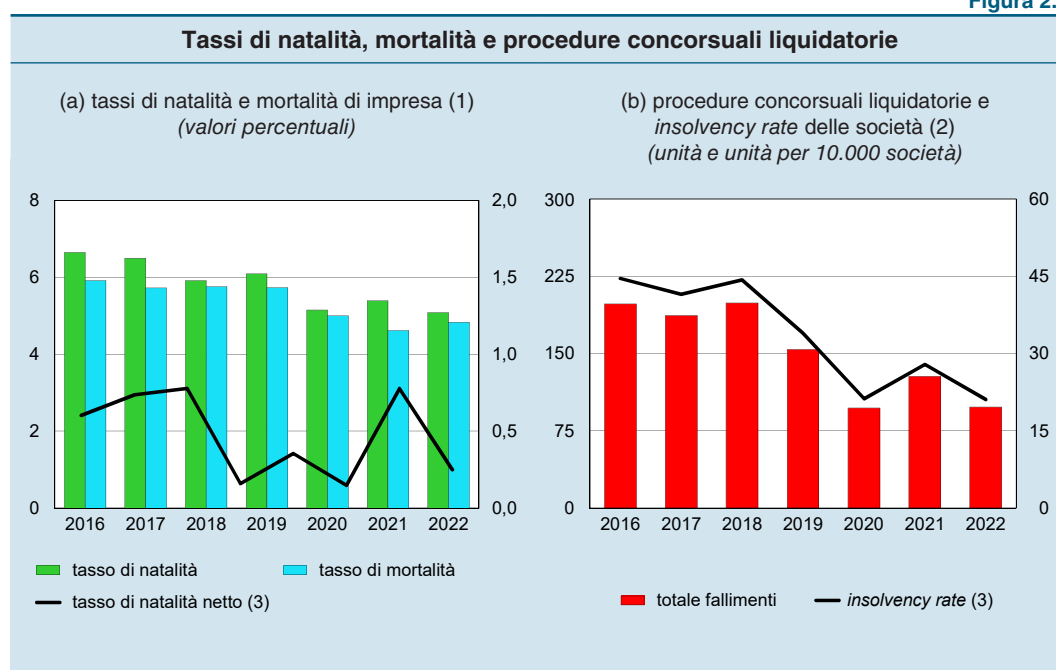 Figura 2.
Tassi di natalità, mortalità e procedure concorsuali liquidatorie
(a) tassi di natalità e mortalità di impresa (1)
(valori percentuali)
8
6
4
2
0
2,0
1,5
1,0
0,5
0,0
2016 2017 2018 2019 2020 2021 2022
tasso di natalità
tasso di mortalità
tasso di natalità netto (3)
(b) procedure concorsuali liquidatorie e
insolvency rate delle società (2)
(unità e unità per 10.000 società)
300
225
150
75
0
60
45
30
15
0
2016 2017 2018 2019 2020 2021 2022
totale fallimenti
insolvency rate (3)